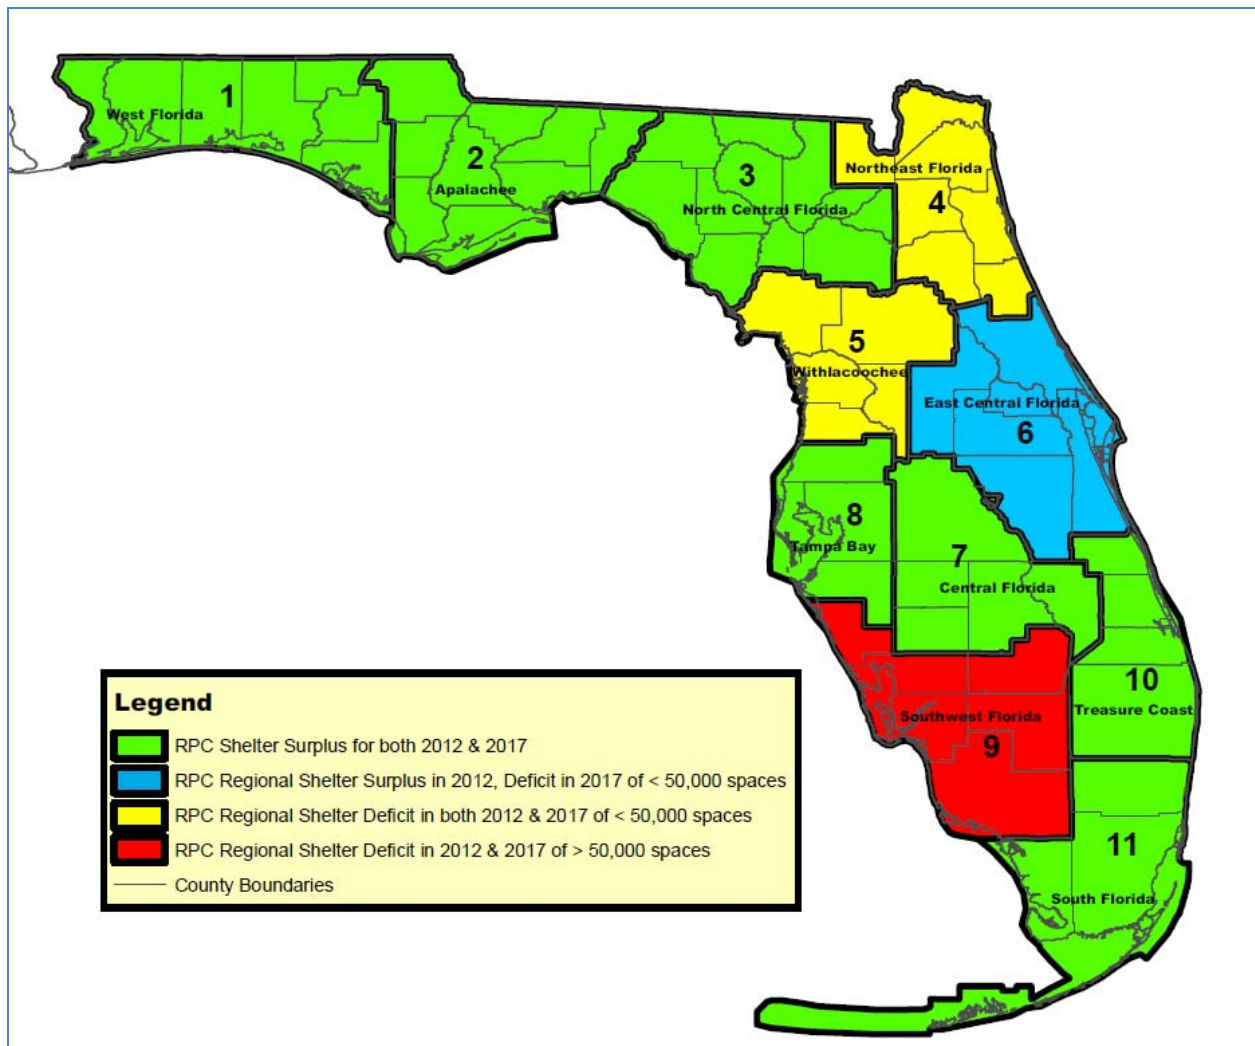 1
West Florida
2
Apalachee
3
North Central Florida
Northeast Florida
4
5
Withlacoochee
East Central Florida
6
8
Tampa Bay
7
Central Florida
10
Treasure Coast
Southwest Florida
9
11
South Florida
Legend
RPC Shelter Surplus for both 2012 & 2017
RPC Regional Shelter Surplus in 2012, Deficit in 2017 of < 50,000 spaces
RPC Regional Shelter Deficit in both 2012 & 2017 of < 50,000 spaces
RPC Regional Shelter Deficit in 2012 & 2017 of > 50,000 spaces
County Boundaries